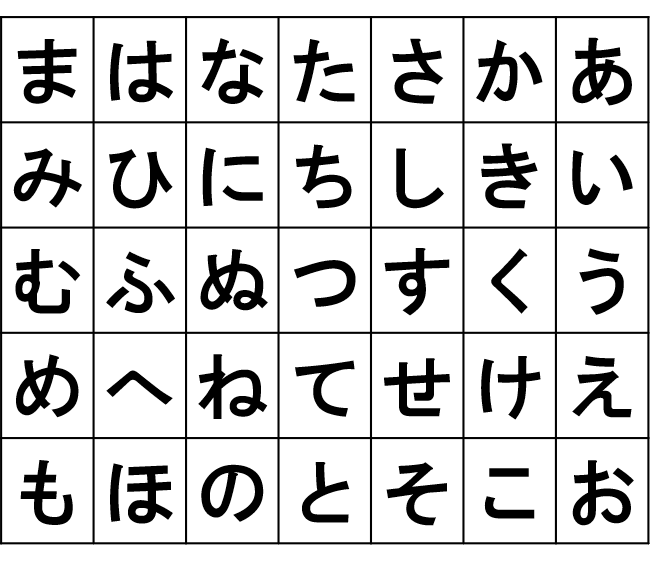 まはなたさかあ
みひにちしきい
むふぬつすくう
めへねてせけえ
もほのとそこお